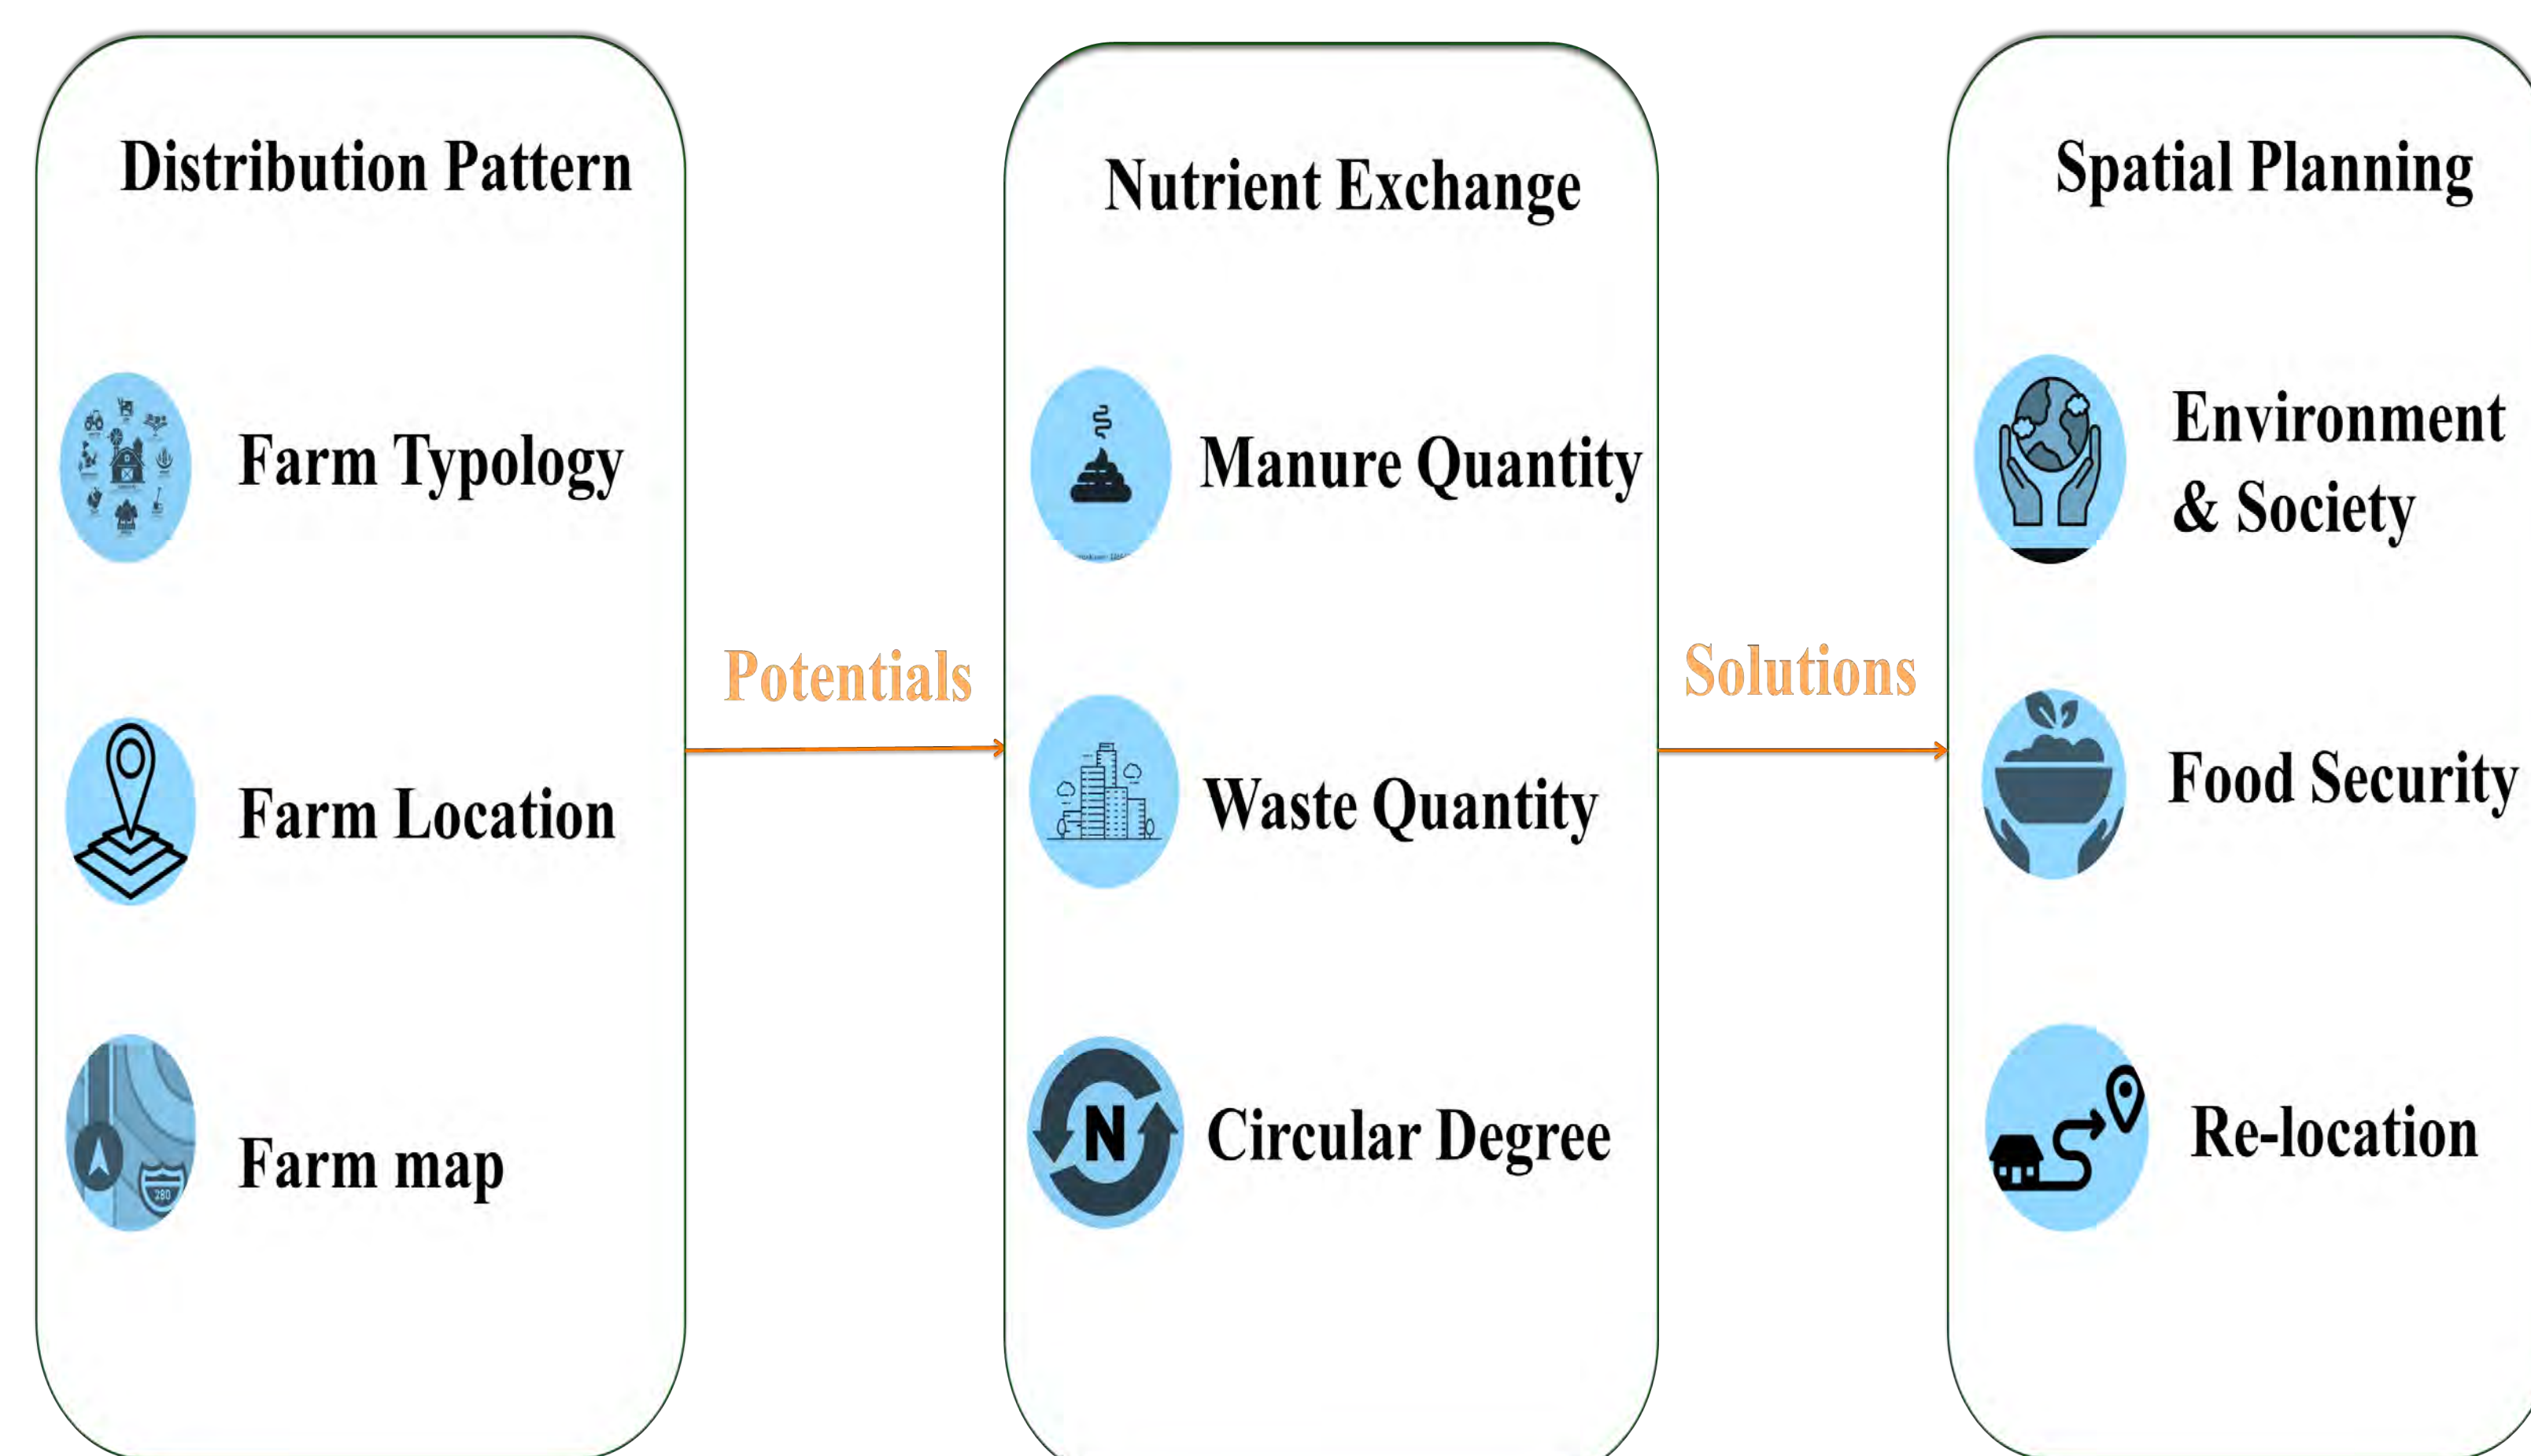 Distribution Pattern
Farm Typology
Farm Location
Farm map
280
Potentials
Nutrient Exchange
Manure Quantity
Waste Quantity
N
Circular Degree
Solutions
Spatial Planning
Environment
& Society
Food Security
Re-location